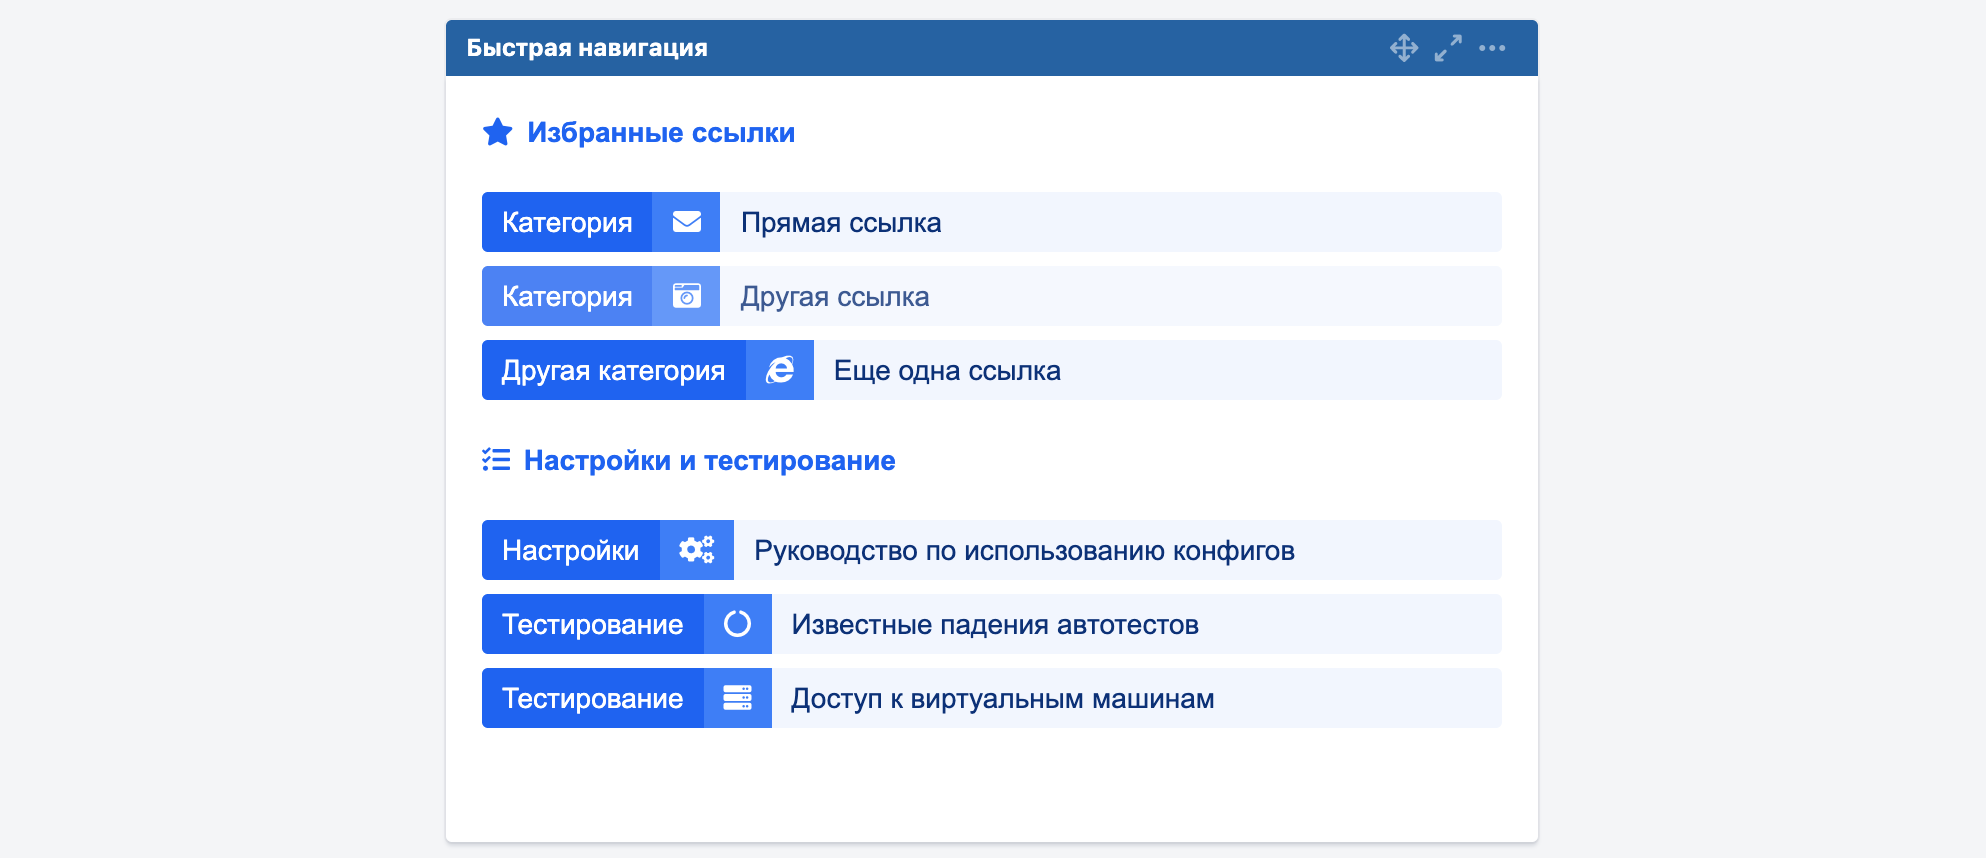 Быстрая навигация
Избранные ссылки
Категория Прямая ссылка
Категория Другая ссылка
Другая категория Еще одна ссылка
Настройки и тестирование
Настройки Руководство по использованию конфигов
Тестирование Известные падения автотестов
Тестирование Доступ к виртуальным машинам